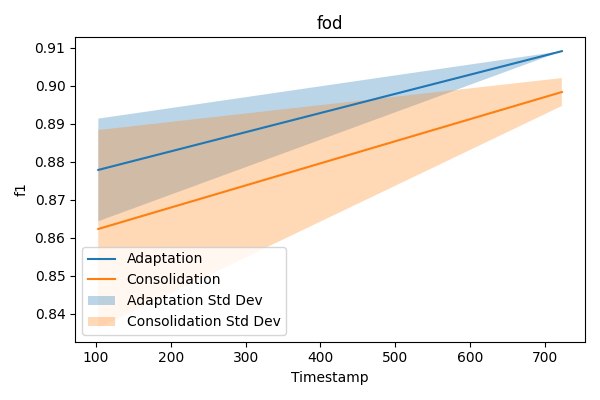 fod
0.91
0.90
0.89
0.88
0.87
0.86
0.85
0.84
f1
Adaptation
Consolidation
Adaptation Std Dev
Consolidation Std Dev
100 200 300 400 500 600 700
Timestamp